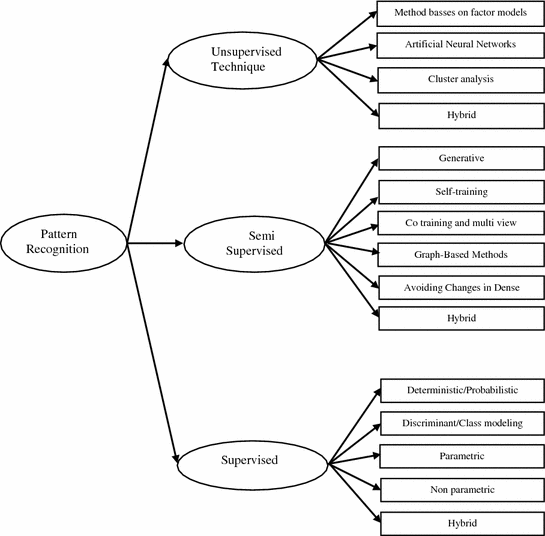 Pattern
Recognition
Unsupervised
Technique
Method basses on factor models
Artificial Neural Networks
Cluster analysis
Hybrid
Semi
Supervised
Generative
Self-training
Co training and multi view
Graph-Based Methods
Avoiding Changes in Dense
Hybrid
Supervised
Deterministic/Probabilistic
Discriminant/Class modeling
Parametric
Non parametric
Hybrid